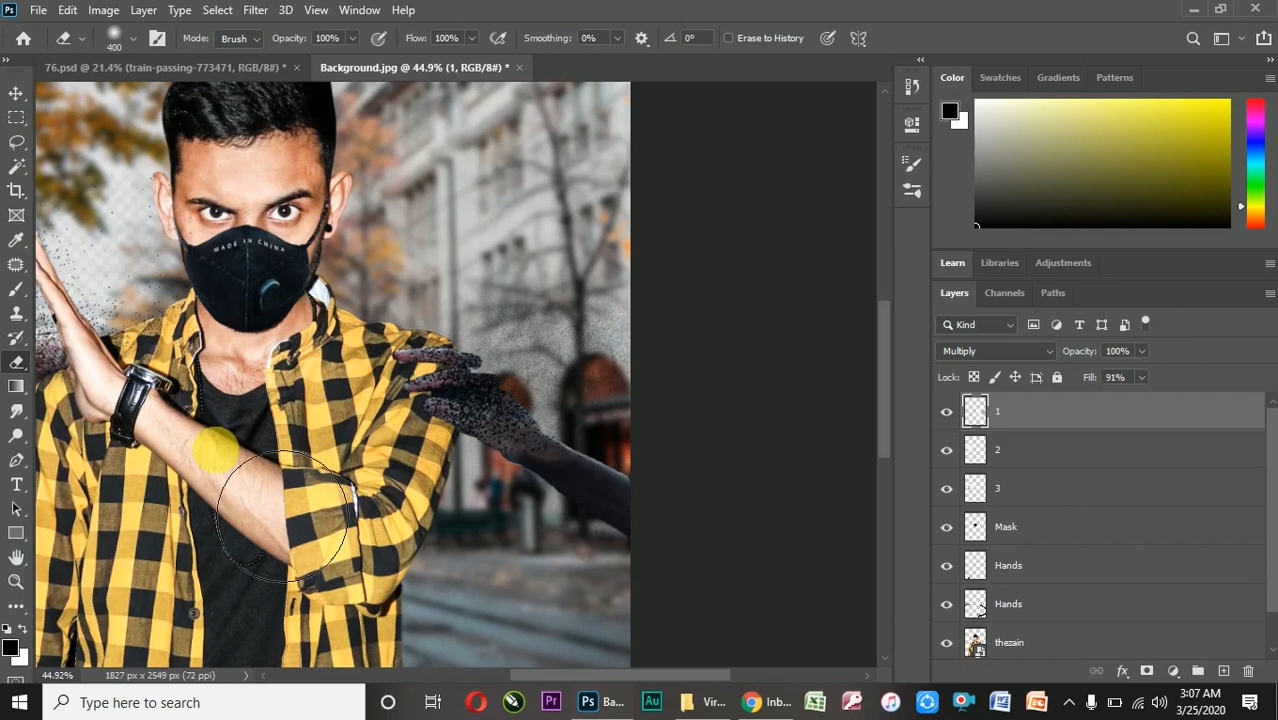 Ps File Edit Image Layer Type Select Filter 3D View Window Help
400 Mode: Brush Opacity: 100% Flow: 100% Smoothing: 0% 0° Erase to History
76.psd @ 21.4% (train-passing-773471, RGB/8#) * Background.jpg @ 44.9% (1, RGB/8#) *
Color Swatches Gradients Patterns
MADE IN CHINA
Learn Libraries Adjustments
Layers Channels Paths
Kind
Multiply Opacity: 100%
Lock: Fill: 91%
1
2
3
Mask
Hands
Hands
thezain
44.92% 1827 px x 2549 px (72 ppi)
Type here to search Pr Ps Ba... Au Vir... Inb... 3:07 AM
3/25/2020